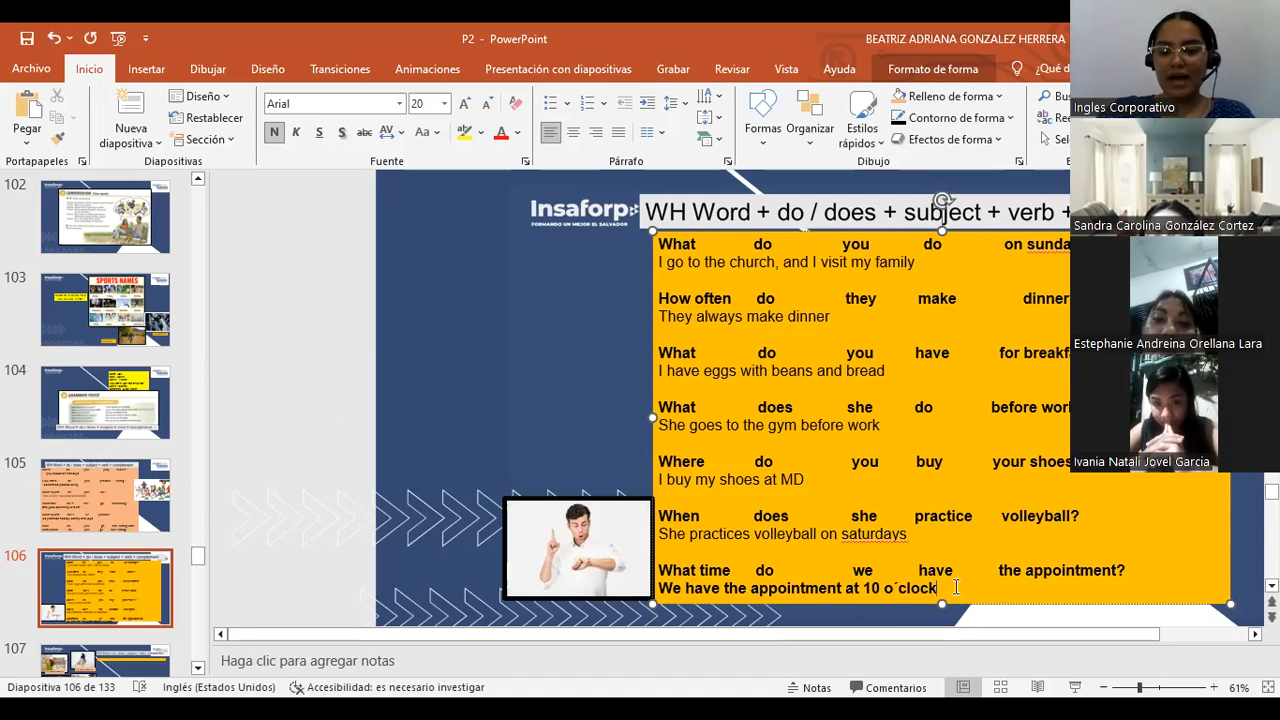 P2 - PowerPoint
BEATRIZ ADRIANA GONZALEZ HERRERA
Archivo Inicio Insertar Dibujar Diseño Transiciones Animaciones Presentación con diapositivas Grabar Revisar Vista Ayuda Formato de forma ¿Qué d
Pegar
Nueva diapositiva
Diseño
Restablecer
Sección
Arial 20
N K S S abc AV Aa A
Formas Organizar Estilos rápidos
Relleno de forma
Contorno de forma
Efectos de forma
Portapapeles Diapositivas Fuente Párrafo Dibujo
Ingles Corporativo
Sandra Carolina González Cortez
Estephanie Andreina Orellana Lara
Ivania Natali Jovel Garcia
102
103
SPORTS NAMES
104
105
106
107
Insaforp
FORMANDO UN MEJOR EL SALVADOR
WH Word + do / does + subject + verb +
What do you do on sunda
I go to the church, and I visit my family
How often do they make dinner
They always make dinner
What do you have for breakf
I have eggs with beans and bread
What does she do before work
She goes to the gym before work
Where do you buy your shoes
I buy my shoes at MD
When does she practice volleyball?
She practices volleyball on saturdays
What time do we have the appointment?
We have the appointment at 10 o´clock
Haga clic para agregar notas
Diapositiva 106 de 133 Inglés (Estados Unidos) Accesibilidad: es necesario investigar Notas Comentarios 61%